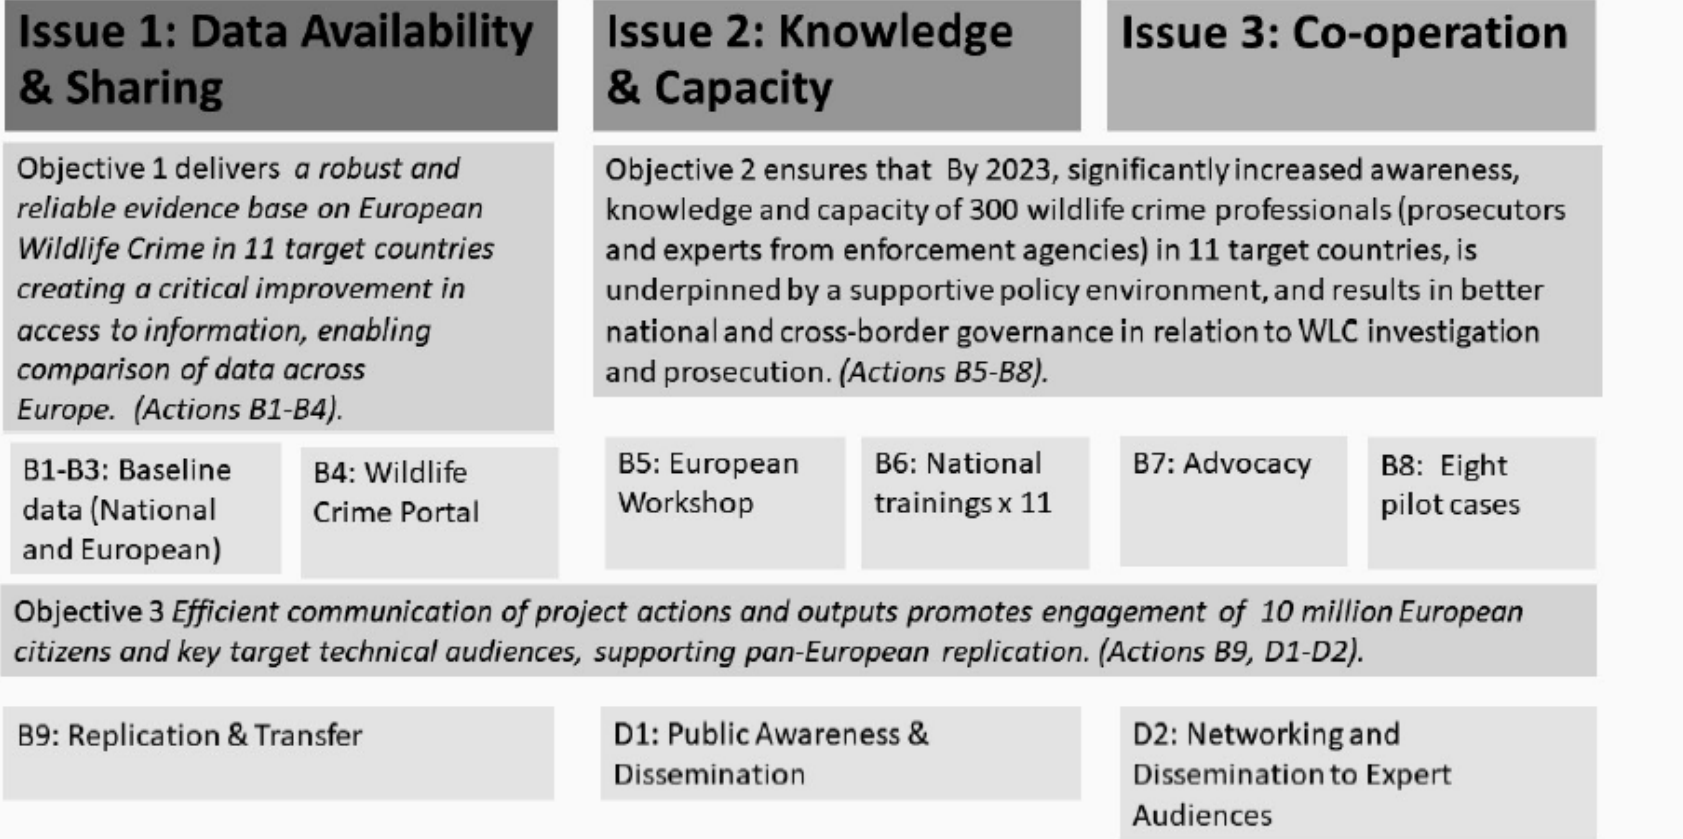 Issue 1: Data Availability
& Sharing
Issue 2: Knowledge
& Capacity
Issue 3: Co-operation
Objective 1 delivers a robust and
reliable evidence base on European
Wildlife Crime in 11 target countries
creating a critical improvement in
access to information, enabling
comparison of data across
Europe. (Actions B1-B4).
Objective 2 ensures that By 2023, significantly increased awareness,
knowledge and capacity of 300 wildlife crime professionals (prosecutors
and experts from enforcement agencies) in 11 target countries, is
underpinned by a supportive policy environment, and results in better
national and cross-border governance in relation to WLC investigation
and prosecution. (Actions B5-B8).
B1-B3: Baseline
data (National
and European)
B4: Wildlife
Crime Portal
B5: European
Workshop
B6: National
trainings x 11
B7: Advocacy
B8: Eight
pilot cases
Objective 3 Efficient communication of project actions and outputs promotes engagement of 10 million European
citizens and key target technical audiences, supporting pan-European replication. (Actions B9, D1-D2).
B9: Replication & Transfer
D1: Public Awareness &
Dissemination
D2: Networking and
Dissemination to Expert
Audiences